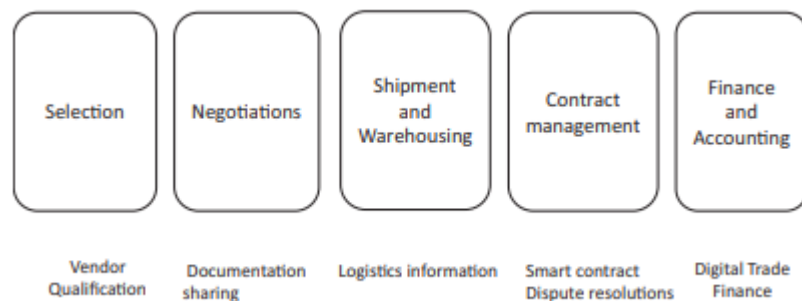 Selection
Negotiations
Shipment
and
Warehousing
Contract
management
Finance
and
Accounting
Vendor
Qualification
Documentation
sharing
Logistics information
Smart contract
Dispute resolutions
Digital Trade
Finance